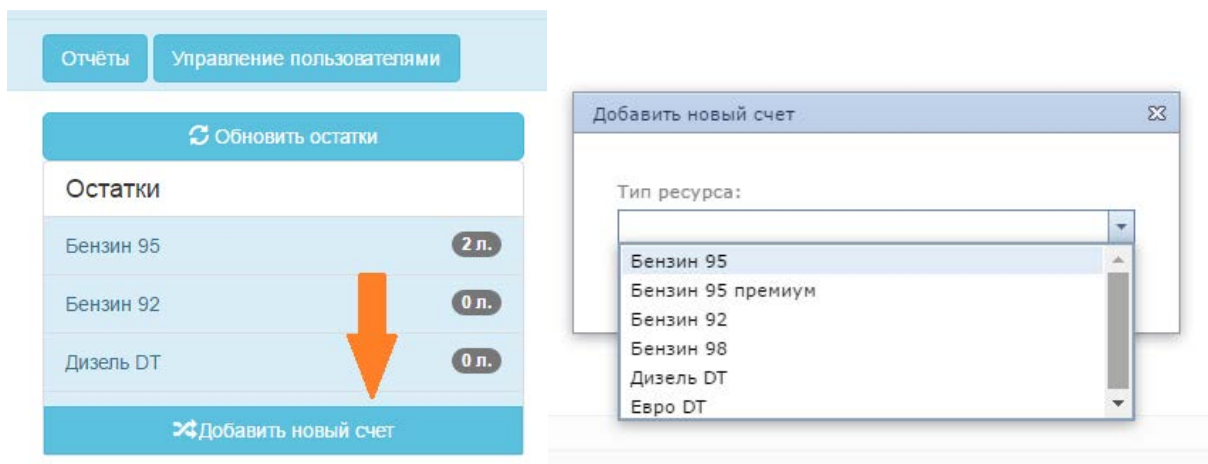 Отчёты Управление пользователями
Обновить остатки
Остатки
Бензин 95 2 л.
Бензин 92 0 л.
Дизель DT 0 л.
Добавить новый счет
Добавить новый счет
Тип ресурса:
Бензин 95
Бензин 95 премиум
Бензин 92
Бензин 98
Дизель DT
Евро DT